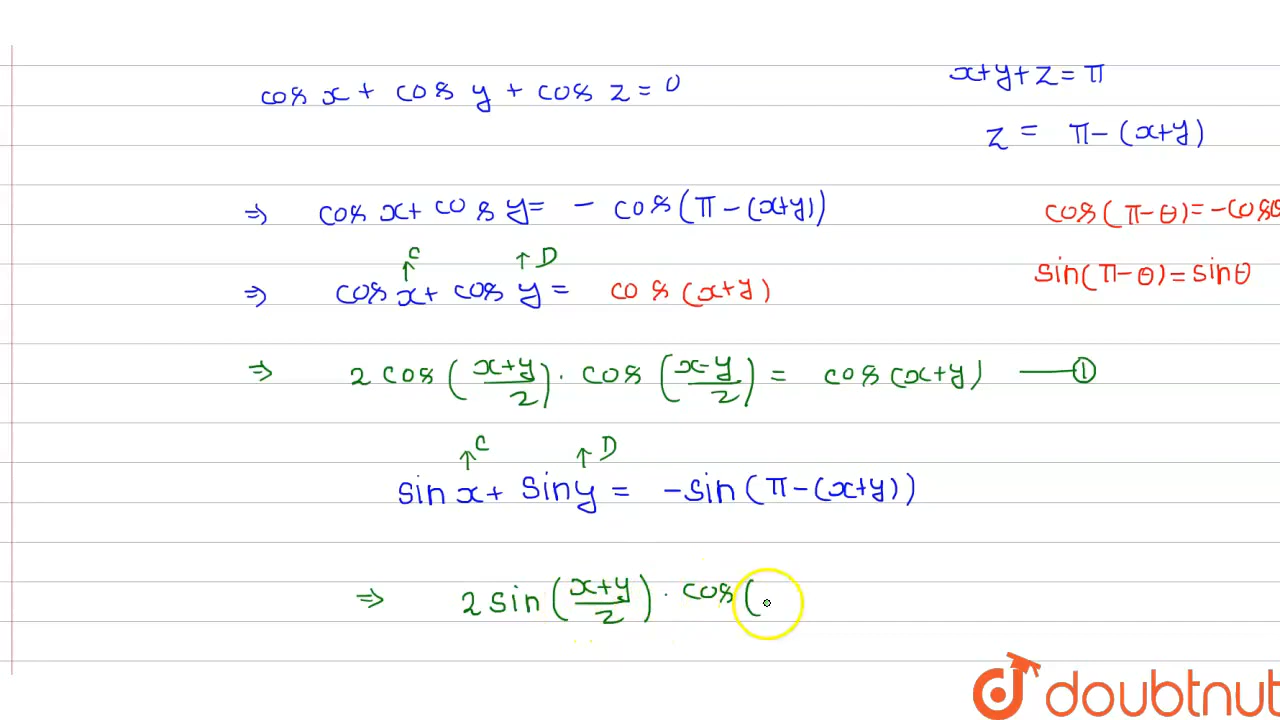 cos x + cos y + cos z = 0
x+y+z = π
z = π-(x+y)
⇒ cos x+ cos y= - cos(π-(x+y))
cos(π-θ)=-cosθ
C ↑ ↑ D
⇒ cos x+ cos y = cos(x+y)
sin(π-θ)=sinθ
⇒ 2 cos((x+y)/2) . cos((x-y)/2) = cos(x+y) —— ①
↑ C ↑ D
sin x+ sin y = -sin(π-(x+y))
⇒ 2 sin((x+y)/2) . cos(
doubtnut